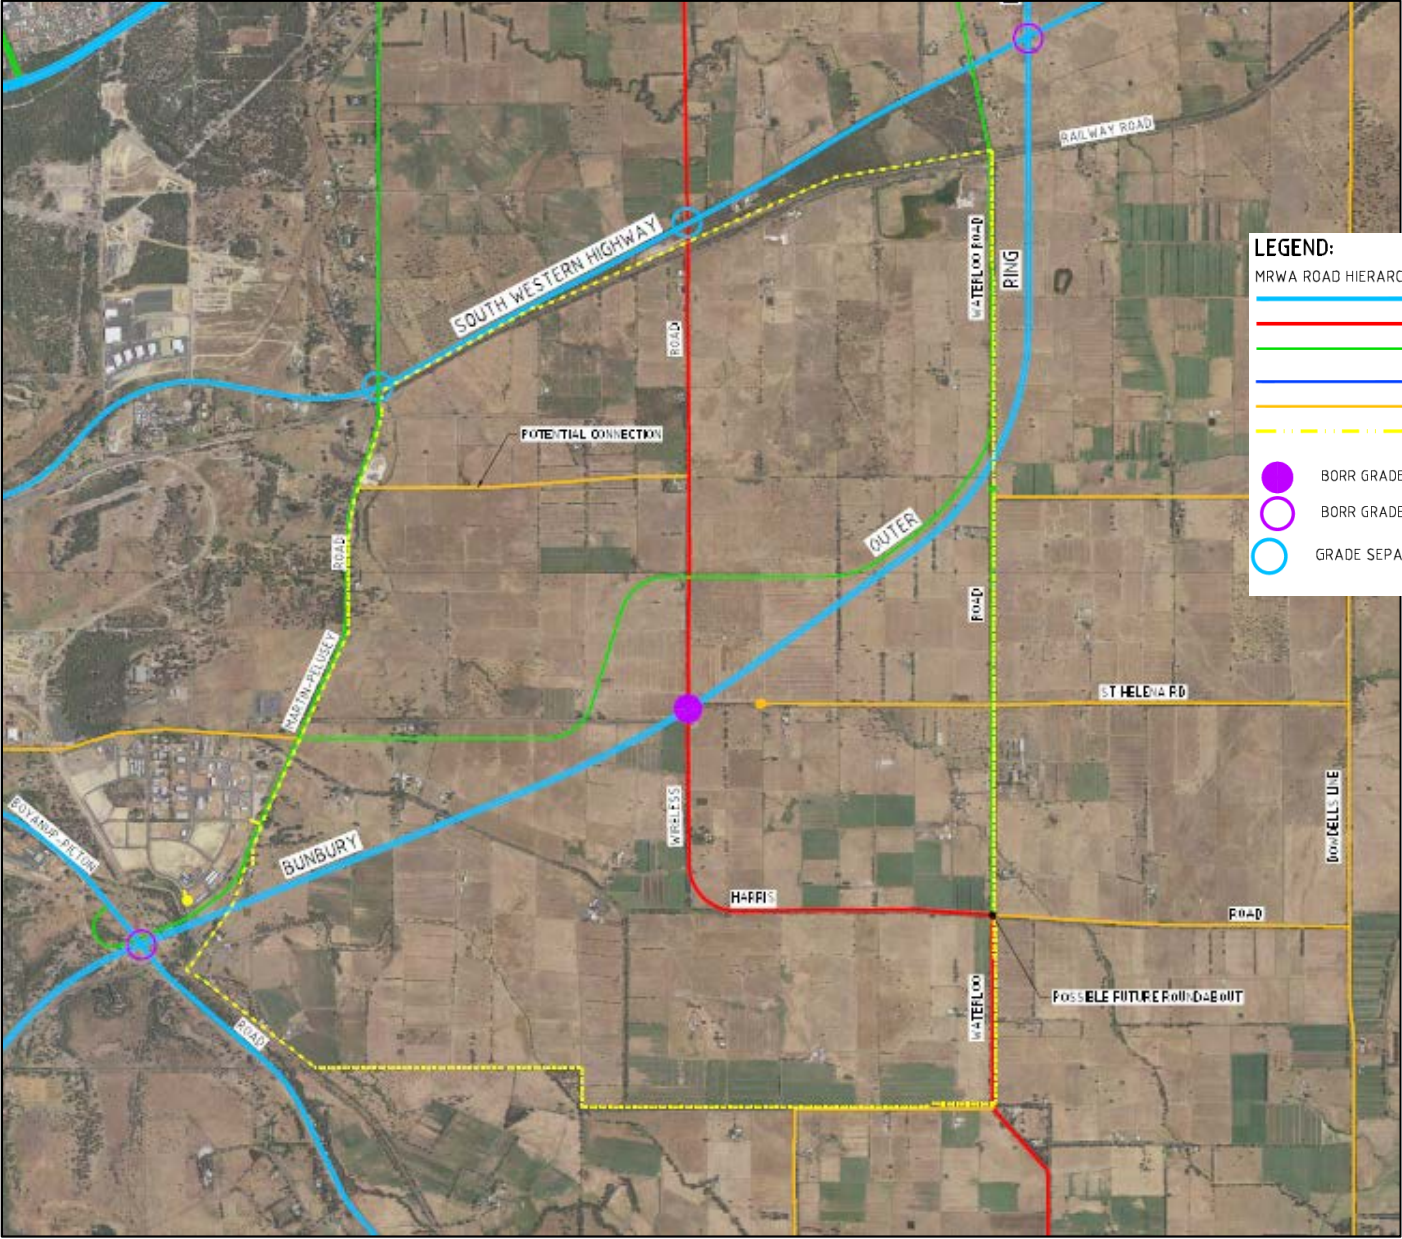 RAILWAY ROAD
WATERLOO ROAD
RING
SOUTH WESTERN HIGHWAY
ROAD
LEGEND:
MRWA ROAD HIERARC
BORR GRADE
BORR GRADE
GRADE SEPA
POTENTIAL CONNECTION
OUTER
ROAD
ROAD
MARTIN-PELUSEY
ST HELENA RD
BOYANUP-PICTON
BUNBURY
WIRELESS
DOWDELLS LINE
HARRIS
ROAD
WATERLOO
POSSIBLE FUTURE ROUNDABOUT
ROAD